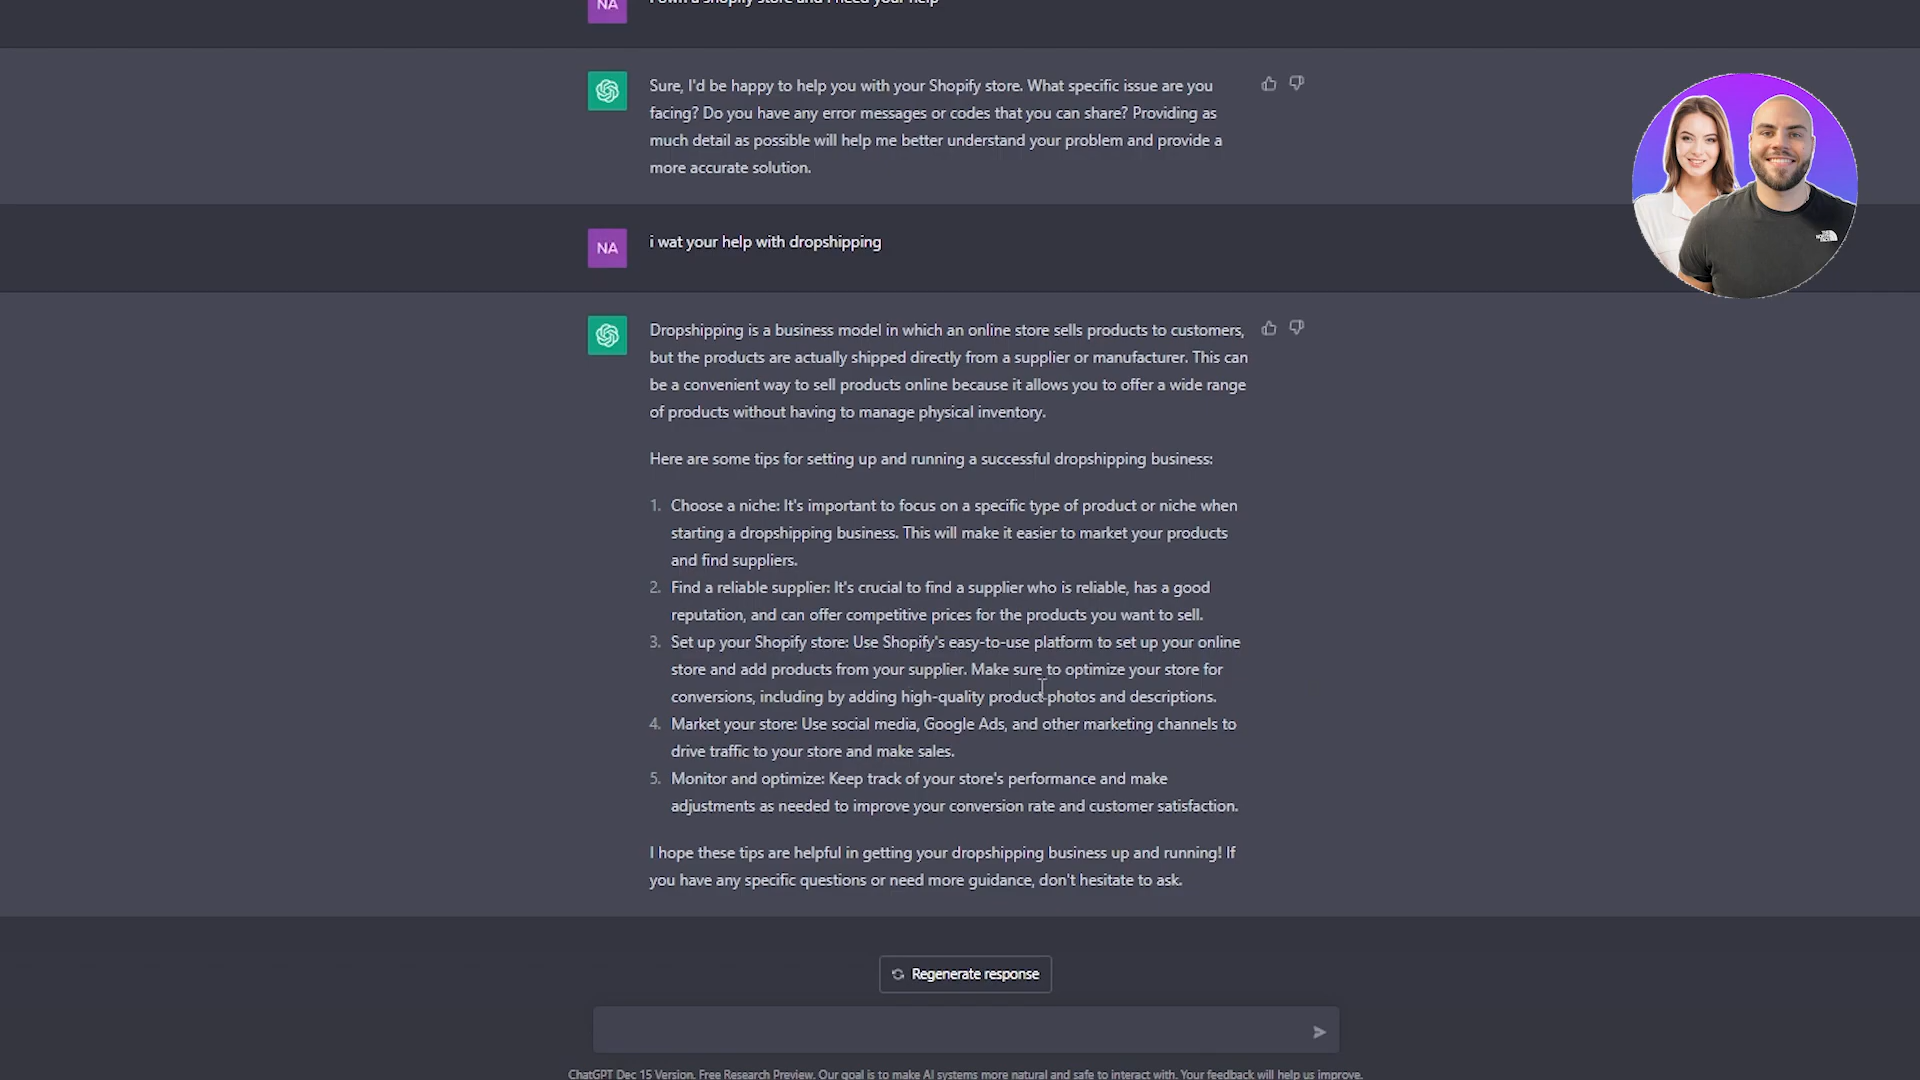 NA
i own a shopify store and i need your help
Sure, I'd be happy to help you with your Shopify store. What specific issue are you
facing? Do you have any error messages or codes that you can share? Providing as
much detail as possible will help me better understand your problem and provide a
more accurate solution.
NA
i wat your help with dropshipping
Dropshipping is a business model in which an online store sells products to customers,
but the products are actually shipped directly from a supplier or manufacturer. This can
be a convenient way to sell products online because it allows you to offer a wide range
of products without having to manage physical inventory.
Here are some tips for setting up and running a successful dropshipping business:
1. Choose a niche: It's important to focus on a specific type of product or niche when
starting a dropshipping business. This will make it easier to market your products
and find suppliers.
2. Find a reliable supplier: It's crucial to find a supplier who is reliable, has a good
reputation, and can offer competitive prices for the products you want to sell.
3. Set up your Shopify store: Use Shopify's easy-to-use platform to set up your online
store and add products from your supplier. Make sure to optimize your store for
conversions, including by adding high-quality product photos and descriptions.
4. Market your store: Use social media, Google Ads, and other marketing channels to
drive traffic to your store and make sales.
5. Monitor and optimize: Keep track of your store's performance and make
adjustments as needed to improve your conversion rate and customer satisfaction.
I hope these tips are helpful in getting your dropshipping business up and running! If
you have any specific questions or need more guidance, don't hesitate to ask.
Regenerate response
ChatGPT Dec 15 Version. Free Research Preview. Our goal is to make AI systems more natural and safe to interact with. Your feedback will help us improve.